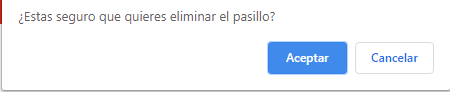 ¿Estas seguro que quieres eliminar el pasillo?
Aceptar
Cancelar